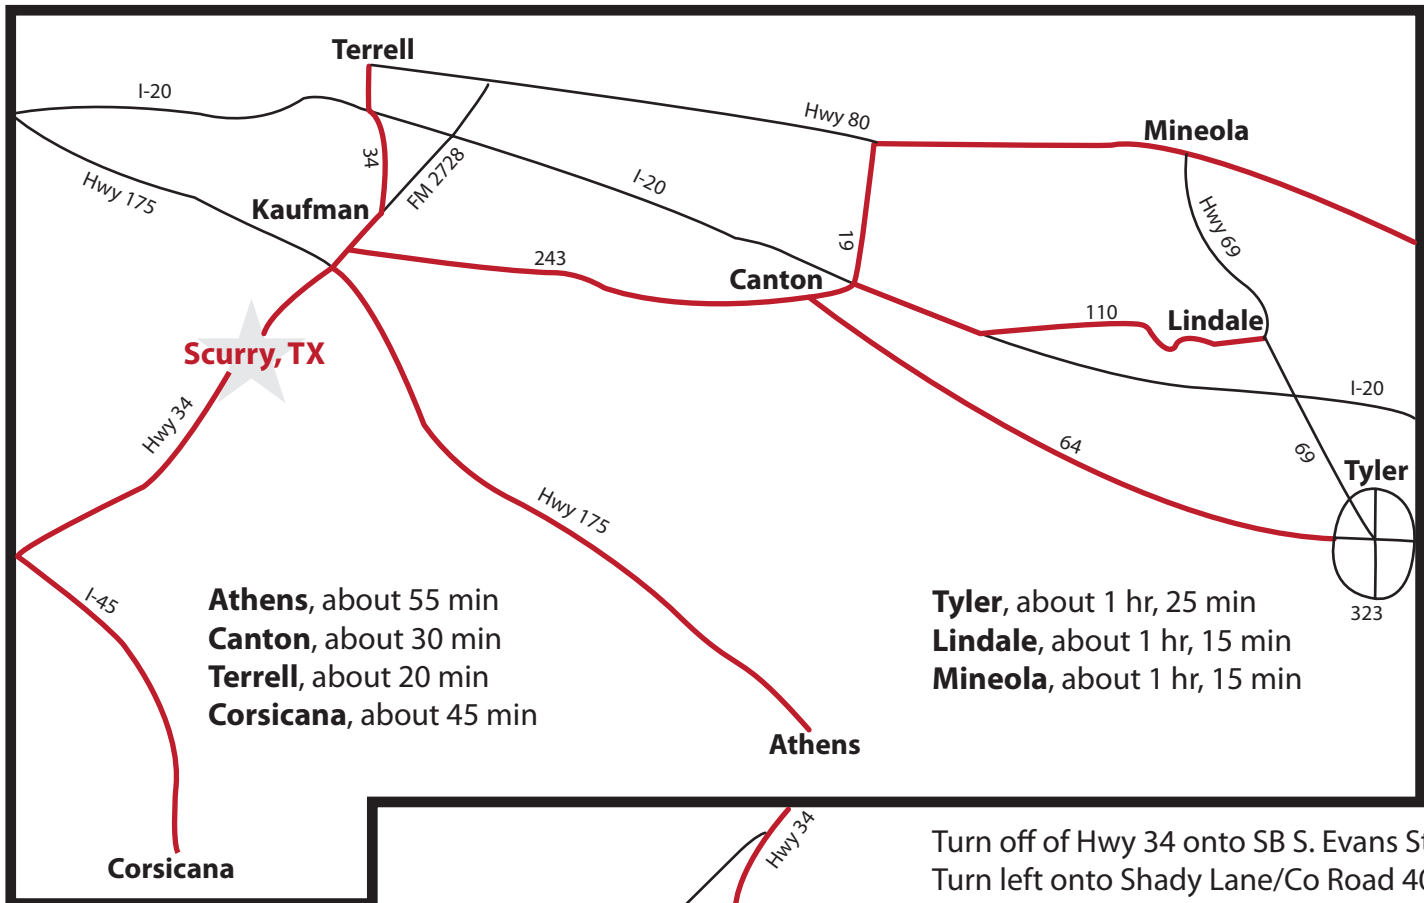 Terrell
I-20
Hwy 80
Mineola
34
FM 2728
Hwy 175
I-20
Kaufman
Hwy 69
19
243
Canton
110
Lindale
Scurry, TX
I-20
Hwy 34
64
69
Tyler
Hwy 175
323
I-45
Athens, about 55 min
Canton, about 30 min
Terrell, about 20 min
Corsicana, about 45 min
Tyler, about 1 hr, 25 min
Lindale, about 1 hr, 15 min
Mineola, about 1 hr, 15 min
Athens
Corsicana
Hwy 34
Turn off of Hwy 34 onto SB S. Evans St
Turn left onto Shady Lane/Co Road 40